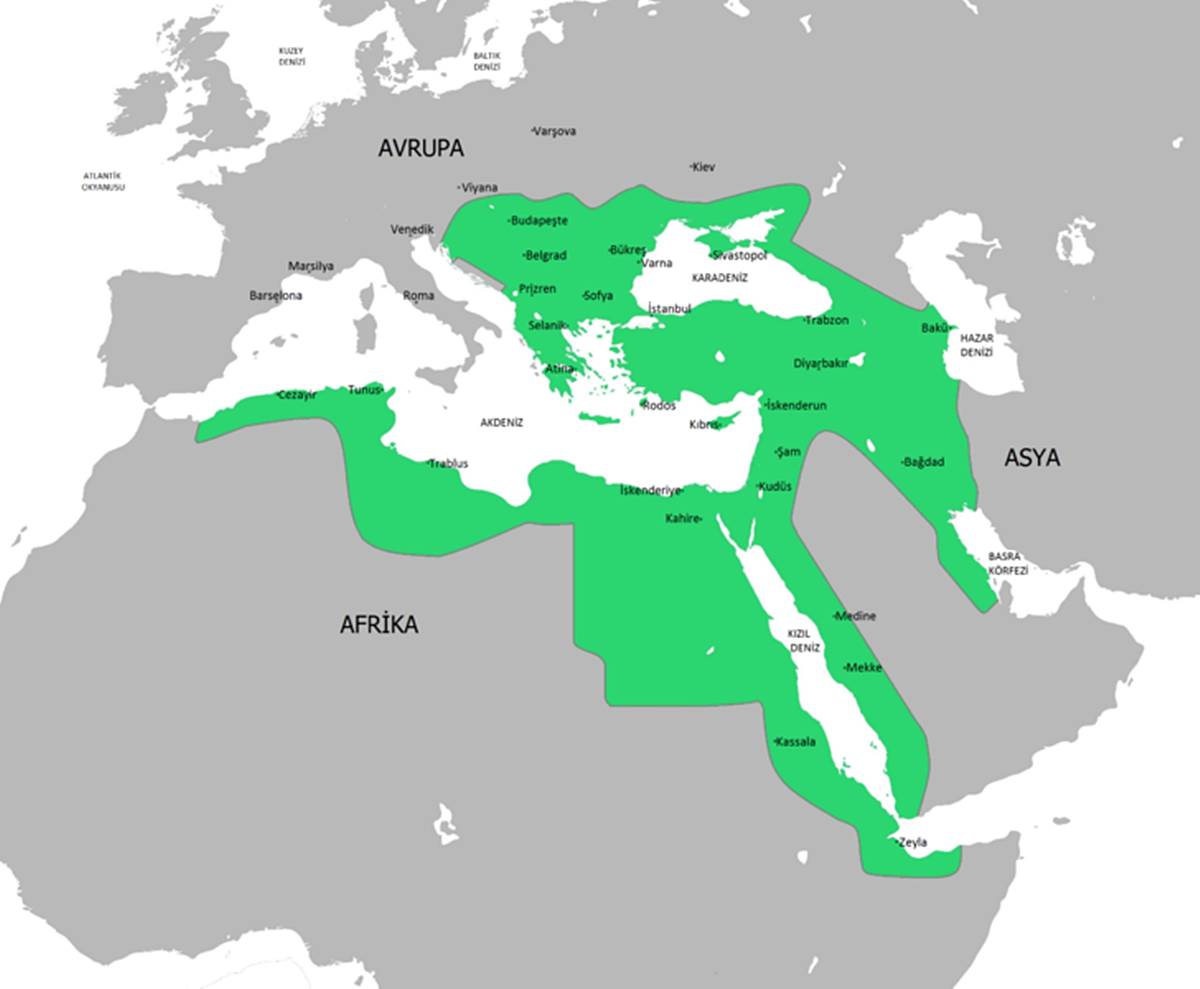 KUZEY
DENİZİ
BALTIK
DENİZİ
Varşova
AVRUPA
Kiev
ATLANTİK
OKYANUSU
Viyana
Budapeşte
Venedik
Belgrad
Bükreş
Varna
Sivastopol
KARADENİZ
Marsilya
Barselona
Roma
Prizren
Sofya
İstanbul
Selanik
Trabzon
Bakü
HAZAR
DENİZİ
Atina
Diyarbakır
Cezayir
Tunus
Rodos
İskenderun
AKDENİZ
Kıbrıs
Şam
ASYA
Trablus
Bağdad
İskenderiye
Kudüs
Kahire
BASRA
KÖRFEZİ
AFRİKA
Medine
KIZIL
DENİZ
Mekke
Kassala
Zeyla